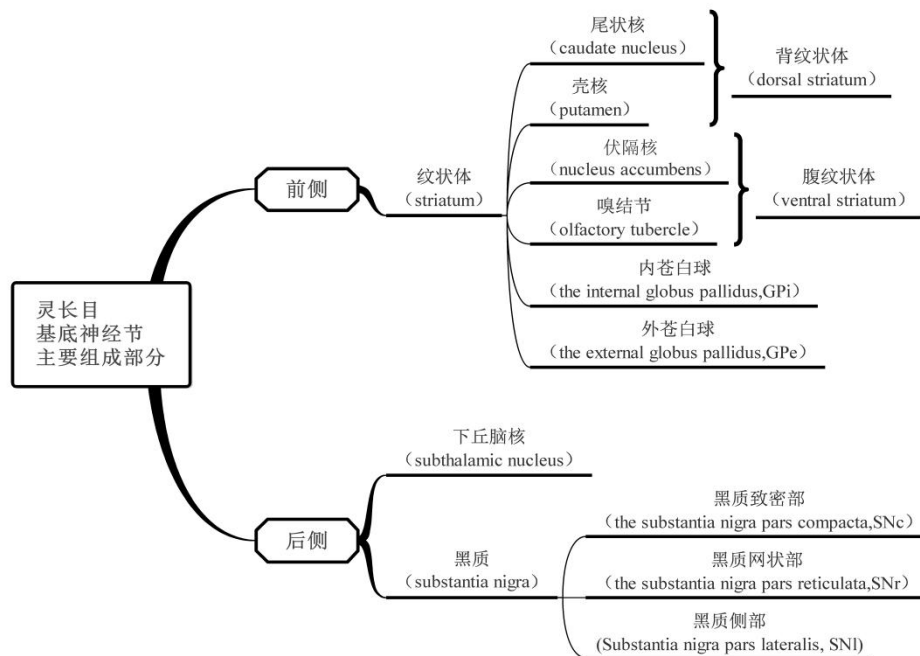 灵长目
基底神经节
主要组成部分
前侧
纹状体
（striatum）
尾状核
（caudate nucleus）
壳核
（putamen）
背纹状体
（dorsal striatum）
伏隔核
（nucleus accumbens）
嗅结节
（olfactory tubercle）
腹纹状体
（ventral striatum）
内苍白球
（the internal globus pallidus,GPi）
外苍白球
（the external globus pallidus,GPe）
后侧
下丘脑核
（subthalamic nucleus）
黑质
（substantia nigra）
黑质致密部
（the substantia nigra pars compacta,SNc）
黑质网状部
（the substantia nigra pars reticulata,SNr）
黑质侧部
(Substantia nigra pars lateralis, SNl)